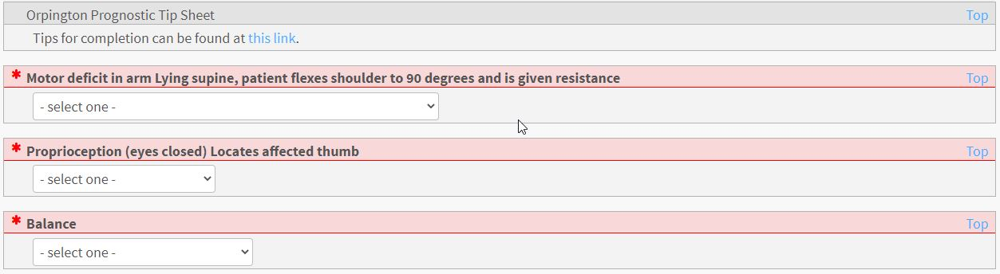 Orpington Prognostic Tip Sheet Top
Tips for completion can be found at this link.
* Motor deficit in arm Lying supine, patient flexes shoulder to 90 degrees and is given resistance Top
- select one -
* Proprioception (eyes closed) Locates affected thumb Top
- select one -
* Balance Top
- select one -